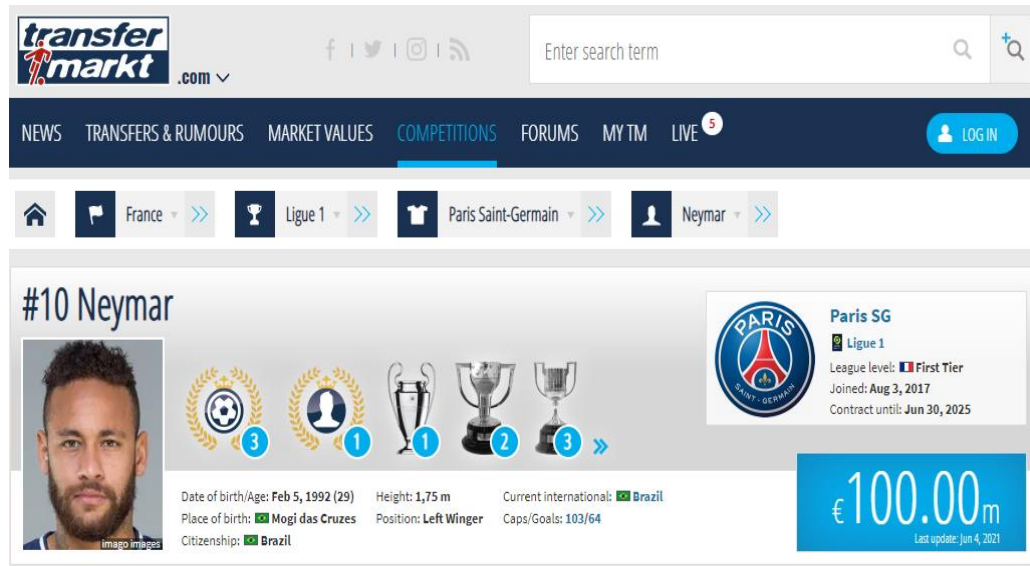 transfer
markt
.com
Enter search term
NEWS TRANSFERS & RUMOURS MARKET VALUES COMPETITIONS FORUMS MY TM LIVE 5 LOG IN
France Ligue 1 Paris Saint-Germain Neymar
#10 Neymar
PARIS
SAINT-GERMAIN
Paris SG
Ligue 1
League level: First Tier
Joined: Aug 3, 2017
Contract until: Jun 30, 2025
3 1 1 2 3
Date of birth/Age: Feb 5, 1992 (29) Height: 1,75 m Current international: Brazil
Place of birth: Mogi das Cruzes Position: Left Winger Caps/Goals: 103/64
Citizenship: Brazil
imago images
€100.00m
Last update: Jun 4, 2021